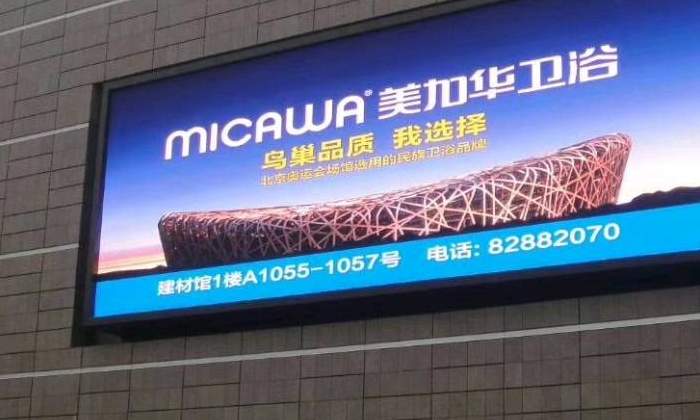 MICAWA® 美加华卫浴
鸟巢品质 我选择
北京奥运会场馆选用的民族卫浴品牌
建材馆1楼A1055-1057号 电话: 82882070